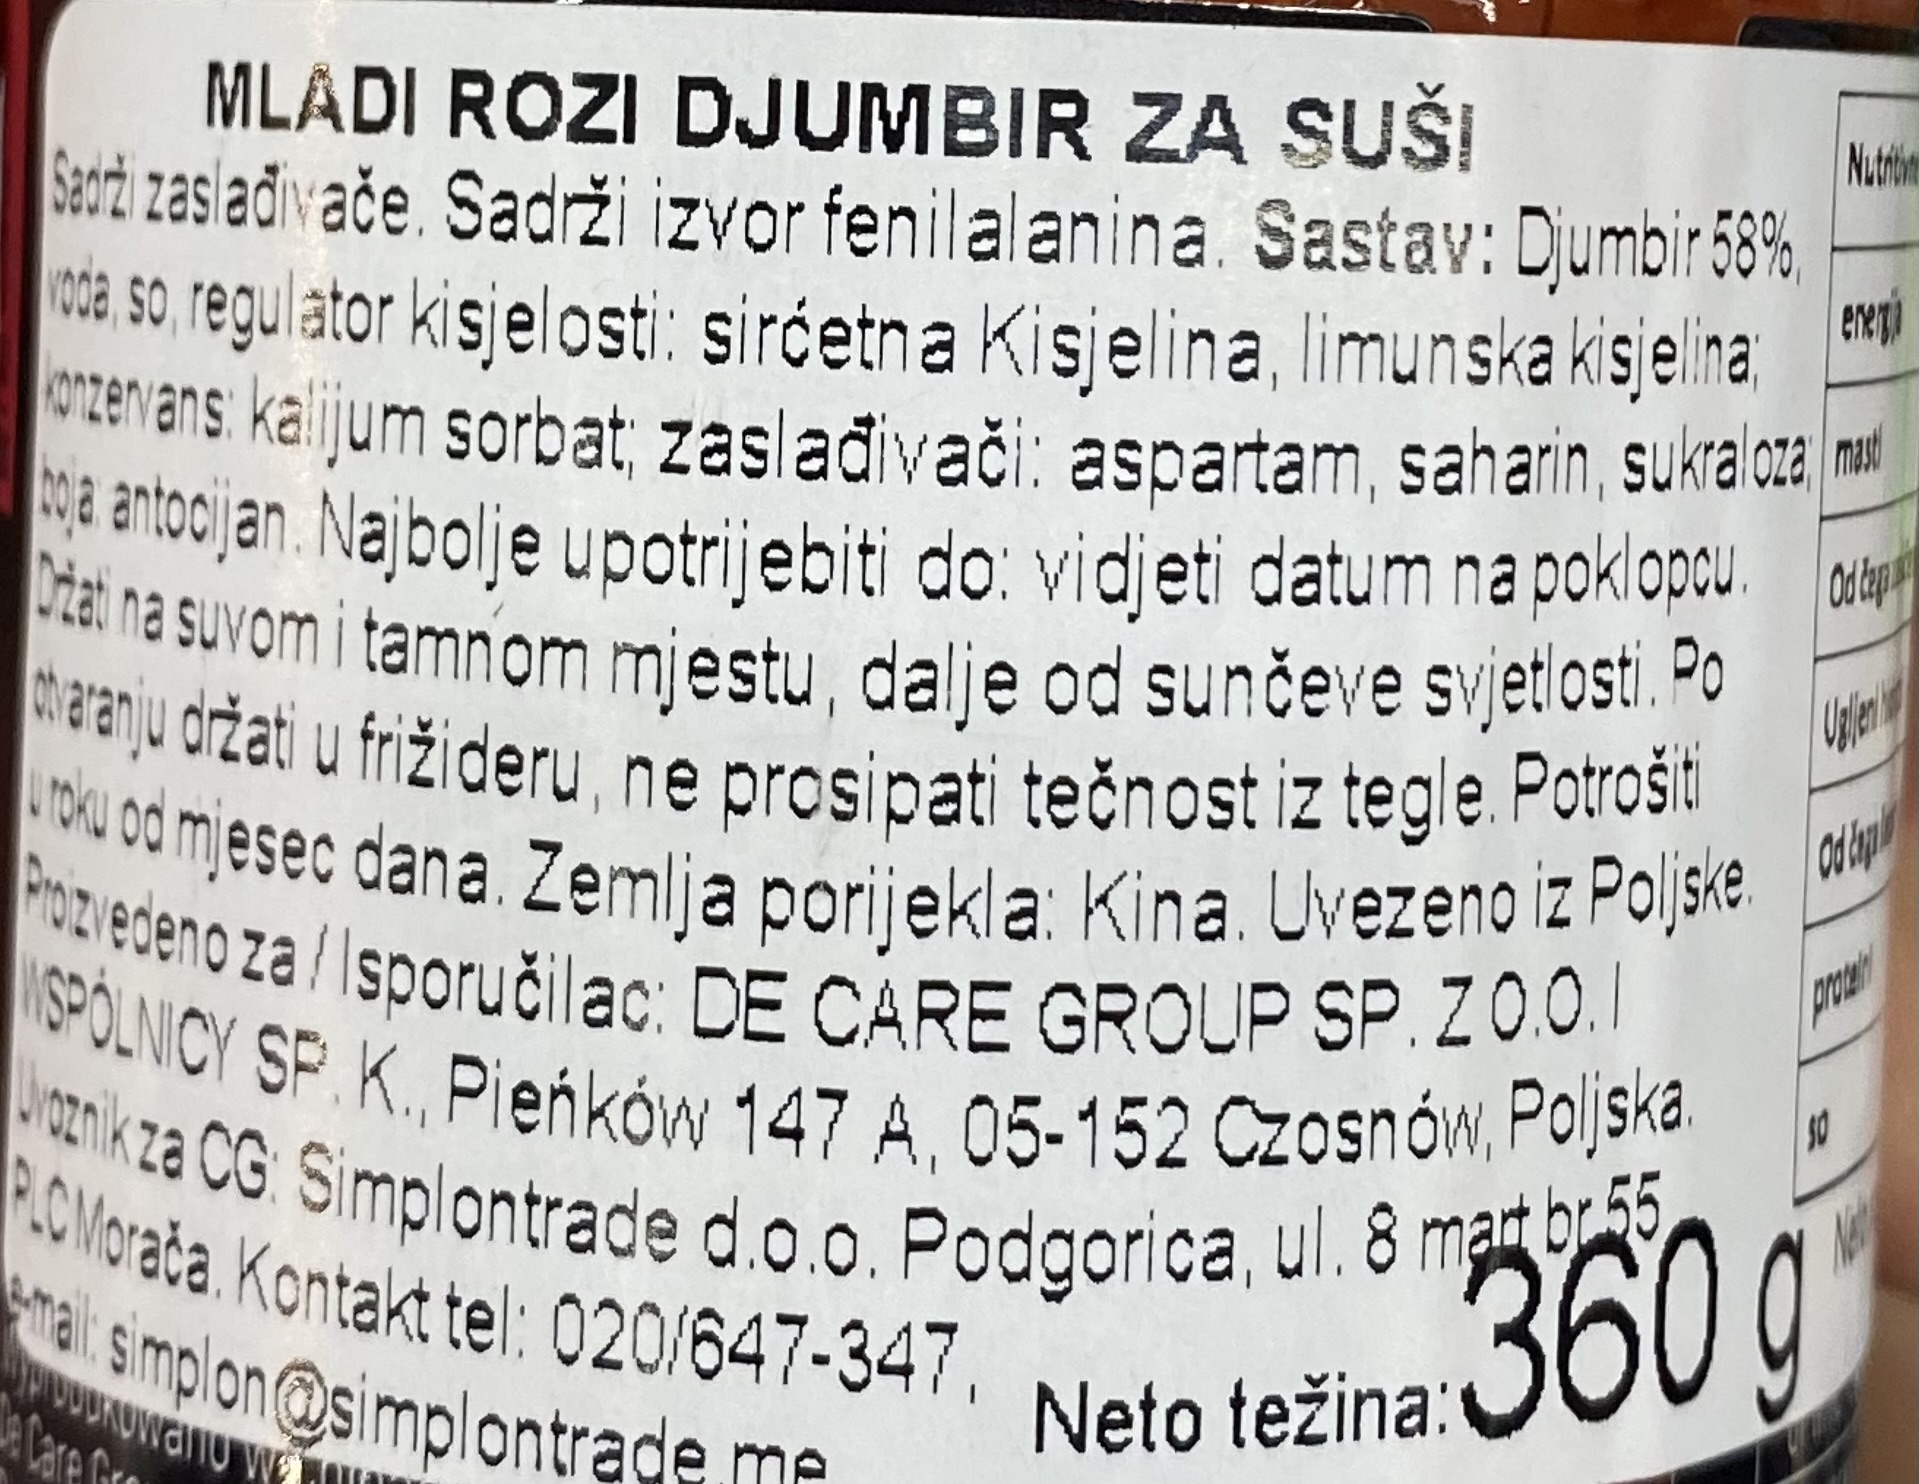 MLADI ROZI DJUMBIR ZA SUŠI
Sadrži zaslađivače. Sadrži izvor fenilalanina. Sastav: Djumbir 58%,
voda, so, regulator kisjelosti: sirćetna Kisjelina, limunska kisjelina;
konzervans: kalijum sorbat; zaslađivači: aspartam, saharin, sukraloza;
boja: antocijan. Najbolje upotrijebiti do: vidjeti datum na poklopcu.
Držati na suvom i tamnom mjestu, dalje od sunčeve svjetlosti. Po
otvaranju držati u frižideru, ne prosipati tečnost iz tegle. Potrošiti
u roku od mjesec dana. Zemlja porijekla: Kina. Uvezeno iz Poljske.
Proizvedeno za / Isporučilac: DE CARE GROUP SP. Z O.O. I
WSPÓLNICY SP. K., Pieńków 147 A, 05-152 Czosnów, Poljska.
Uvoznik za CG: Simplontrade d.o.o. Podgorica, ul. 8 mart br.55
PLC Morača. Kontakt tel: 020/647-347,
e-mail: simplon@simplontrade.me
Neto težina: 360 g
energija
masti
Od čega
Ugljeni
Od čega
proteini
so